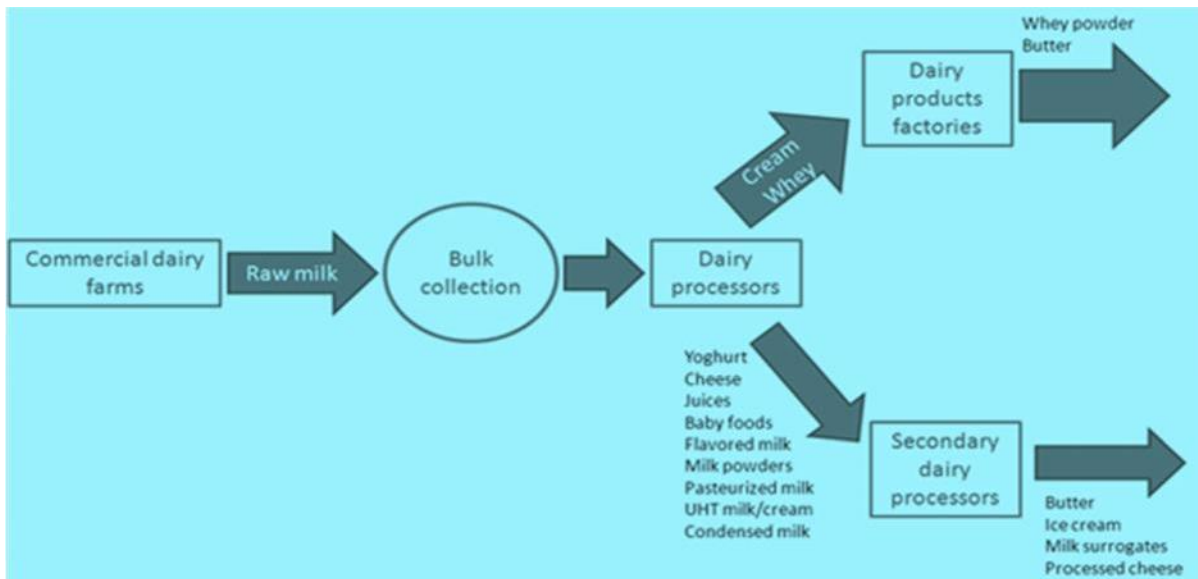 Commercial dairy
farms
Raw milk
Bulk
collection
Dairy
processors
Cream
Whey
Dairy
products
factories
Whey powder
Butter
Yoghurt
Cheese
Juices
Baby foods
Flavored milk
Milk powders
Pasteurized milk
UHT milk/cream
Condensed milk
Secondary
dairy
processors
Butter
Ice cream
Milk surrogates
Processed cheese